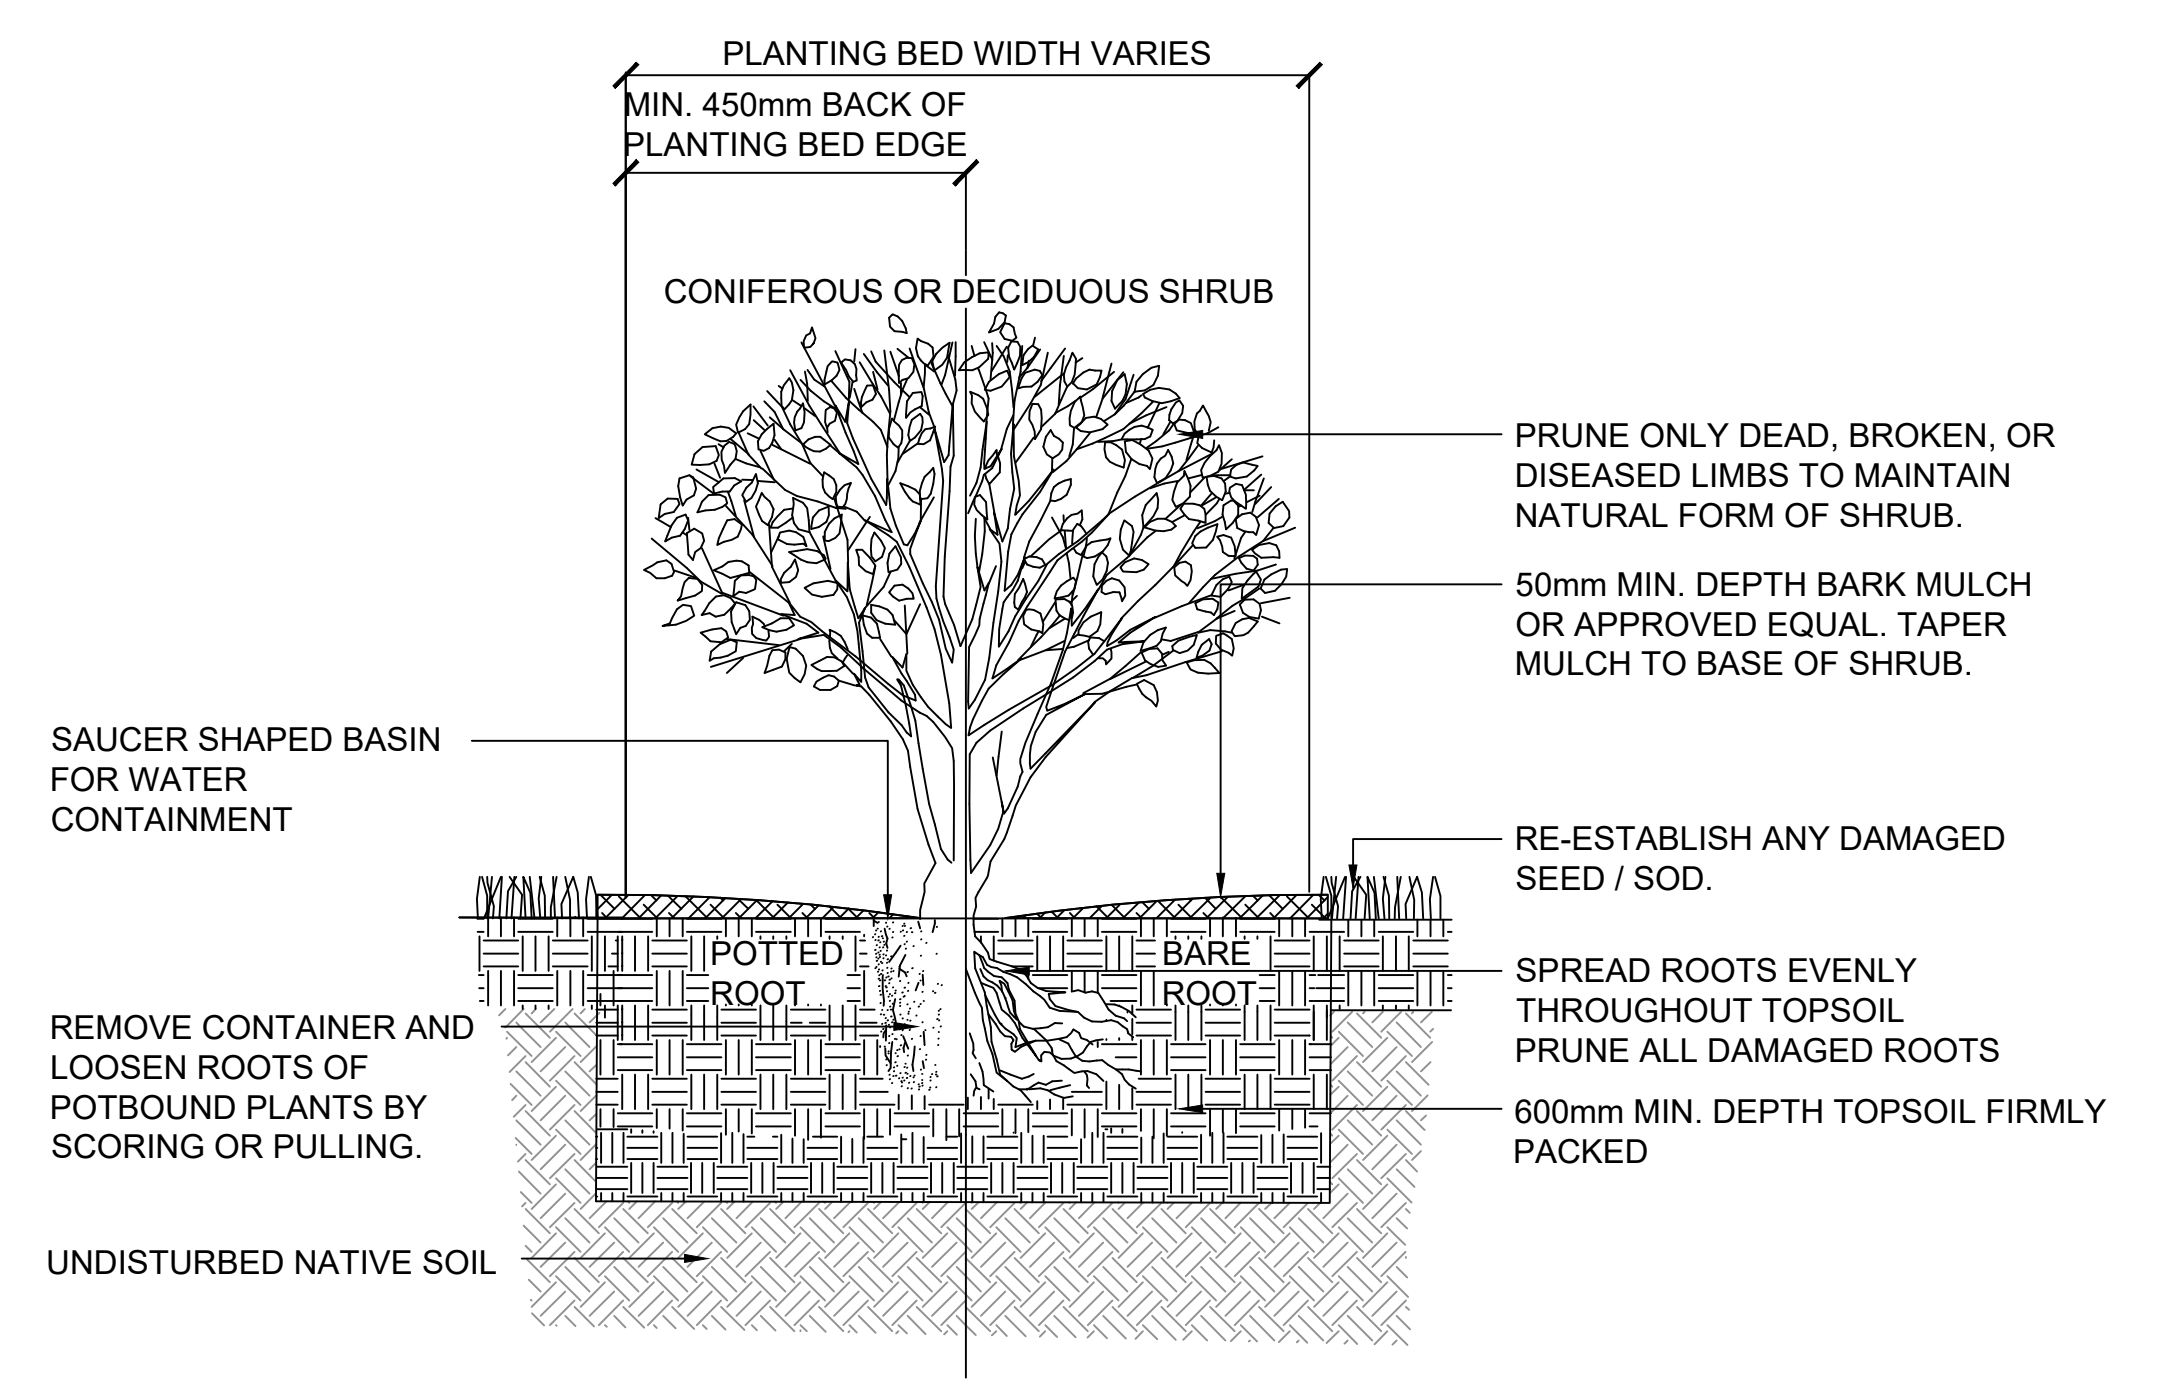 PLANTING BED WIDTH VARIES
MIN. 450mm BACK OF
PLANTING BED EDGE
CONIFEROUS OR DECIDUOUS SHRUB
PRUNE ONLY DEAD, BROKEN, OR
DISEASED LIMBS TO MAINTAIN
NATURAL FORM OF SHRUB.
50mm MIN. DEPTH BARK MULCH
OR APPROVED EQUAL. TAPER
MULCH TO BASE OF SHRUB.
SAUCER SHAPED BASIN
FOR WATER
CONTAINMENT
RE-ESTABLISH ANY DAMAGED
SEED / SOD.
POTTED
ROOT
BARE
ROOT
SPREAD ROOTS EVENLY
THROUGHOUT TOPSOIL
PRUNE ALL DAMAGED ROOTS
REMOVE CONTAINER AND
LOOSEN ROOTS OF
POTBOUND PLANTS BY
SCORING OR PULLING.
600mm MIN. DEPTH TOPSOIL FIRMLY
PACKED
UNDISTURBED NATIVE SOIL